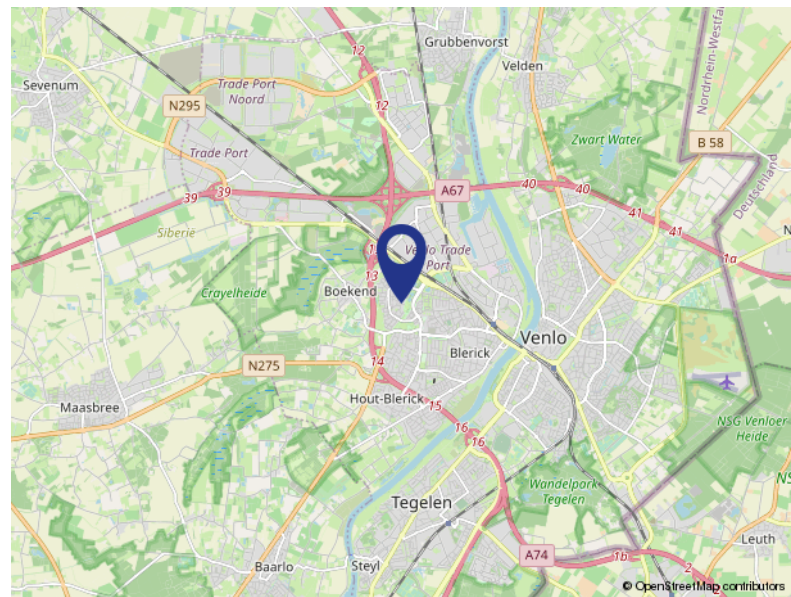 Grubbenvorst
12
Velden
Nordrhein-Westfa
Sevenum
Trade Port
Noord
N295
12
Zwart Water
B 58
Trade Port
Deutschland
39
39
A67
40
40
41
41
N
Siberië
1a
13
Venlo Trade
Port
Crayelheide
Boekend
Venlo
Blerick
14
N275
Maasbree
Hout-Blerick
15
16
16
NSG Venloer
Heide
NS
Wandelpark
Tegelen
Tegelen
A74
1b
Leuth
Baarlo
Steyl
2
© OpenStreetMap contributors